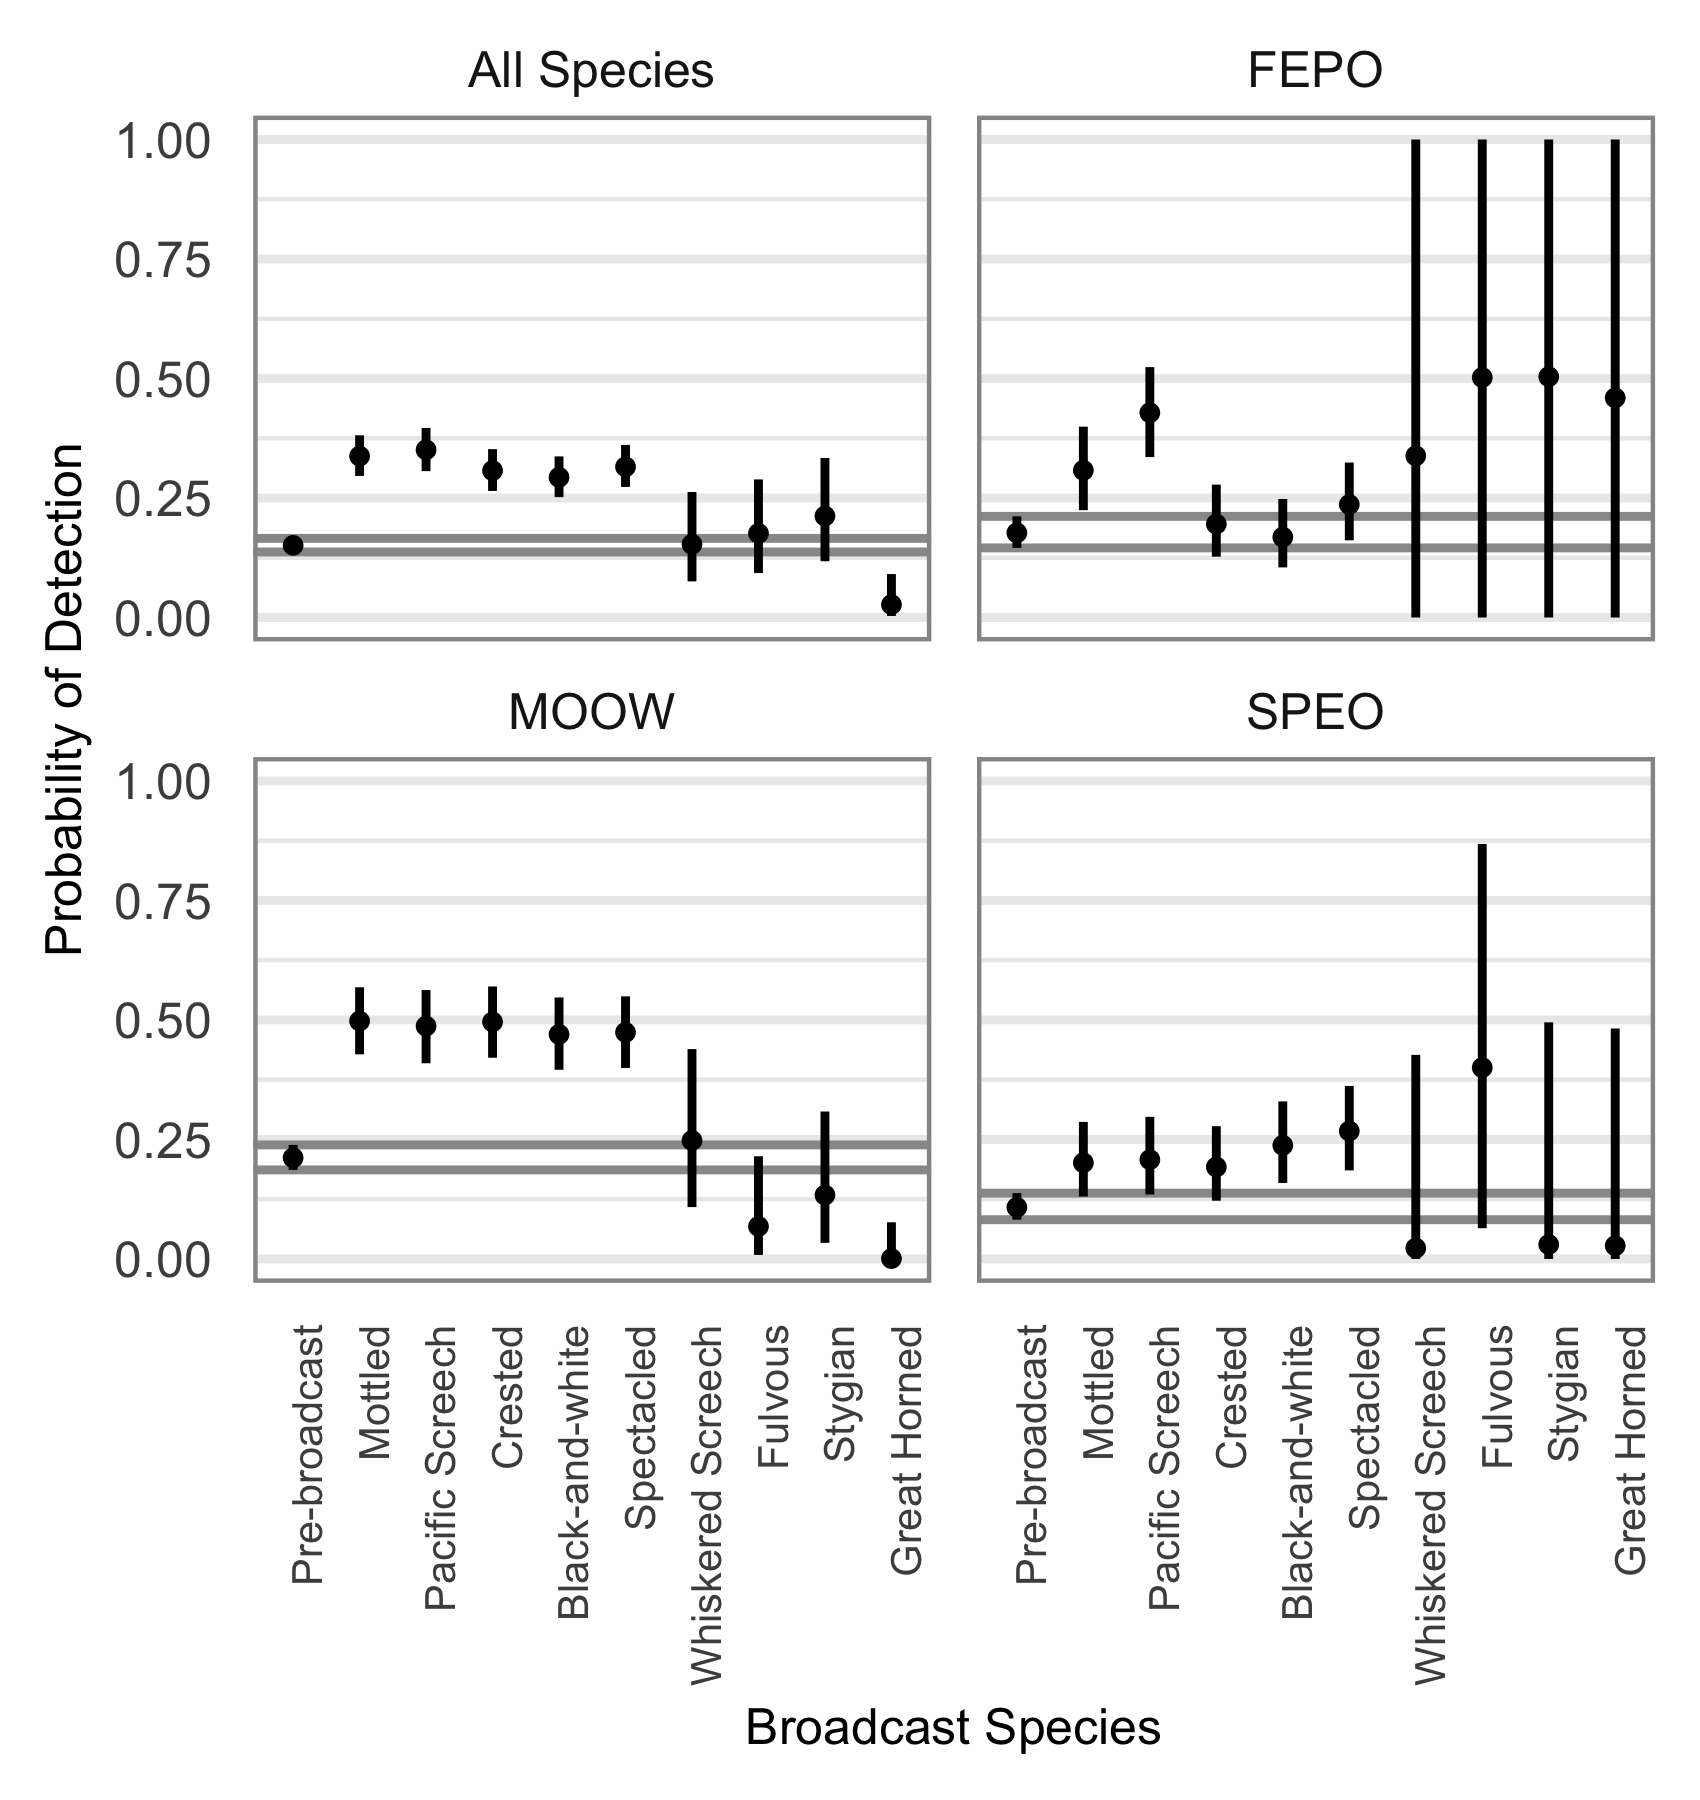 All Species
FEPO
1.00
0.75
0.50
0.25
0.00
Probability of Detection
MOOW
SPEO
1.00
0.75
0.50
0.25
0.00
Pre-broadcast
Mottled
Pacific Screech
Crested
Black-and-white
Spectacled
Whiskered Screech
Fulvous
Stygian
Great Horned
Pre-broadcast
Mottled
Pacific Screech
Crested
Black-and-white
Spectacled
Whiskered Screech
Fulvous
Stygian
Great Horned
Broadcast Species